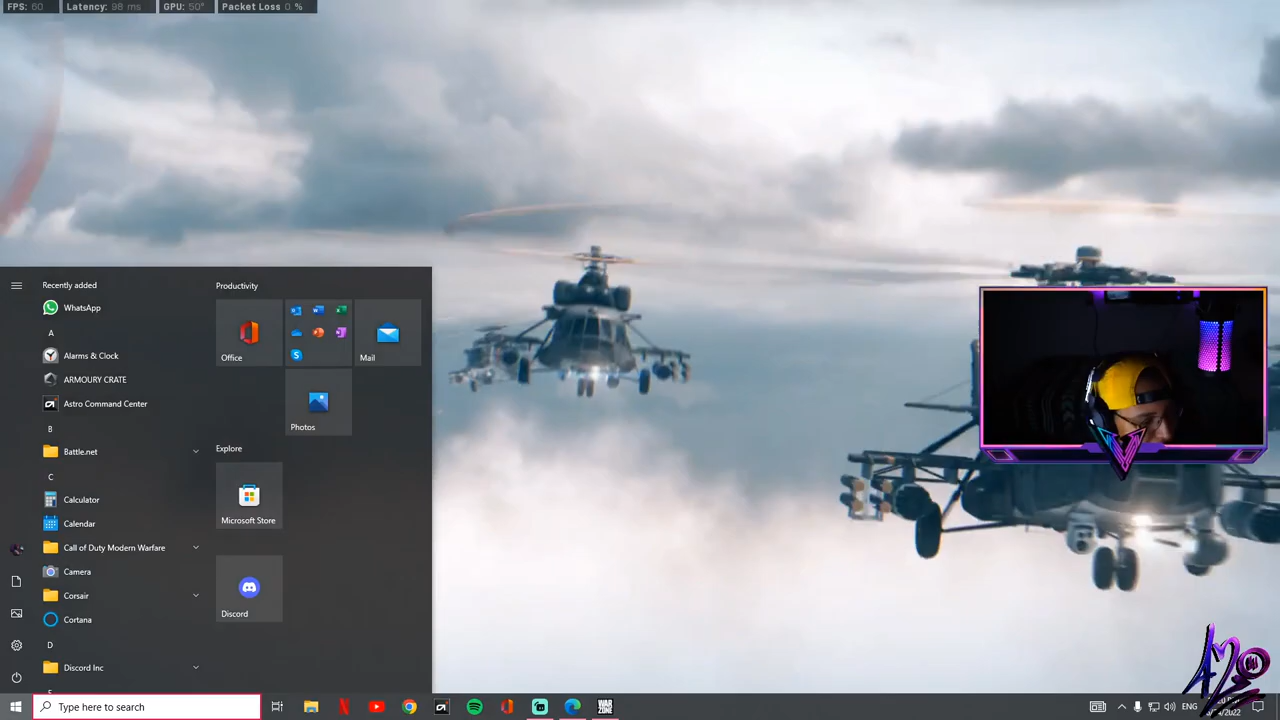 FPS: 60 Latency: 98 ms GPU: 50° Packet Loss 0 %
Recently added
WhatsApp
A
Alarms & Clock
ARMOURY CRATE
Astro Command Center
B
Battle.net
C
Calculator
Calendar
Call of Duty Modern Warfare
Camera
Corsair
Cortana
D
Discord Inc
Productivity
Office
Mail
Photos
Explore
Microsoft Store
Discord
Type here to search
WAR
ZONE
ENG